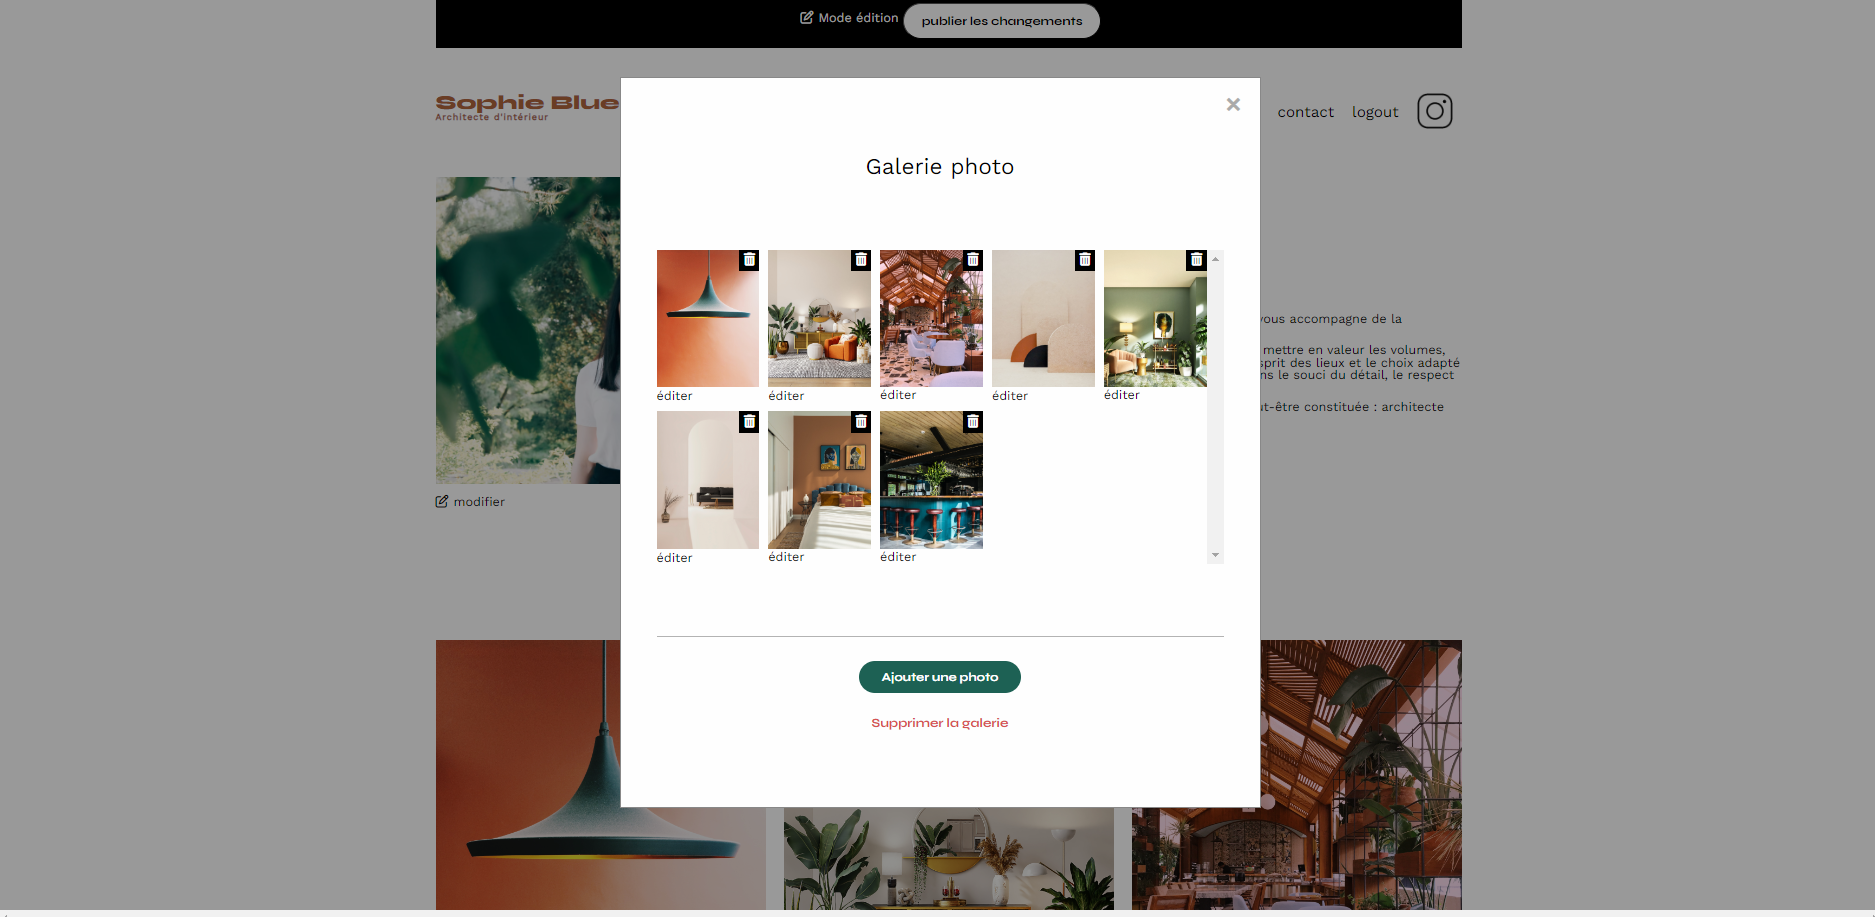 Mode édition publier les changements
Sophie Blue
Architecte d'intérieur
contact logout
×
Galerie photo
éditer éditer éditer éditer éditer
éditer éditer éditer
vous accompagne de la
mettre en valeur les volumes,
sprit des lieux et le choix adapté
ns le souci du détail, le respect
ut-être constituée : architecte
modifier
Ajouter une photo
Supprimer la galerie